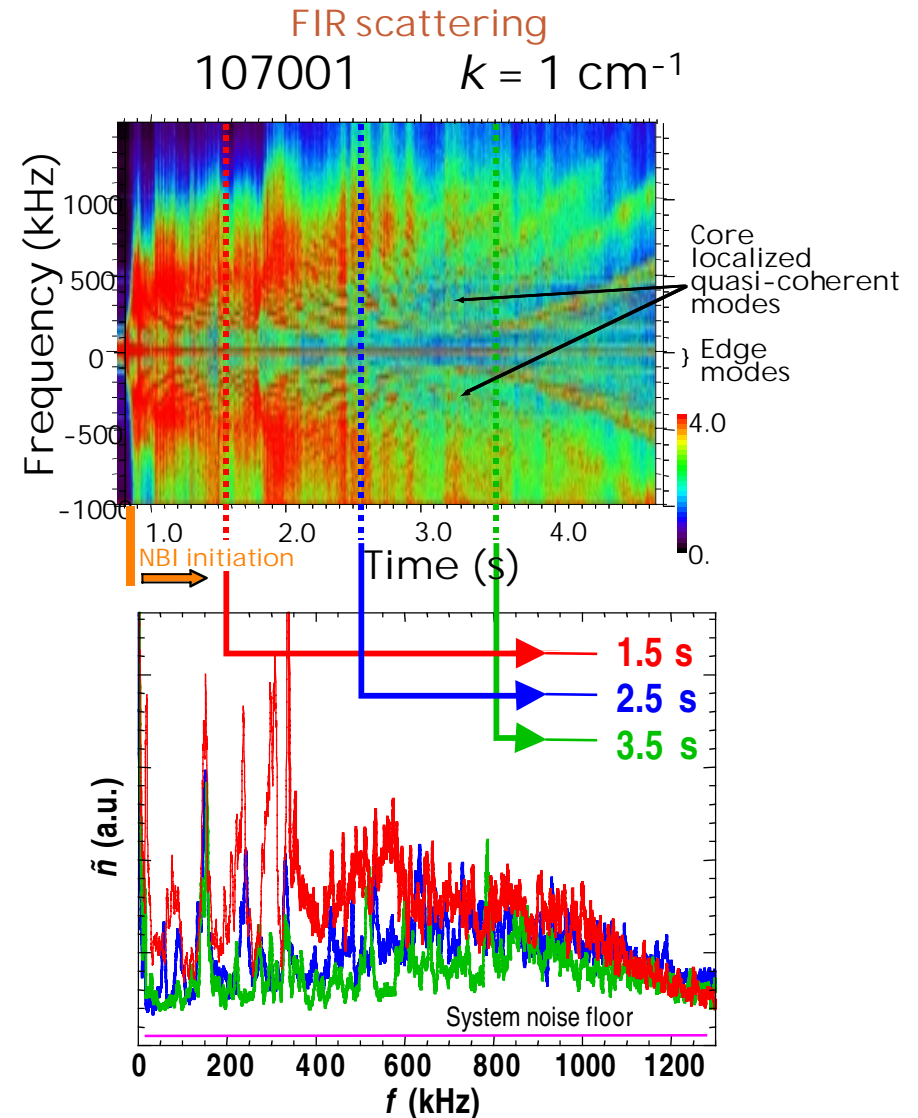 FIR scattering
107001 k = 1 cm⁻¹
Frequency (kHz)
1000
500
0
-500
-1000
Core
localized
quasi-coherent
modes
} Edge
modes
4.0
0.
1.0 2.0 3.0 4.0
NBI initiation
Time (s)
1.5 s
2.5 s
3.5 s
ñ (a.u.)
System noise floor
0 200 400 600 800 1000 1200
f (kHz)